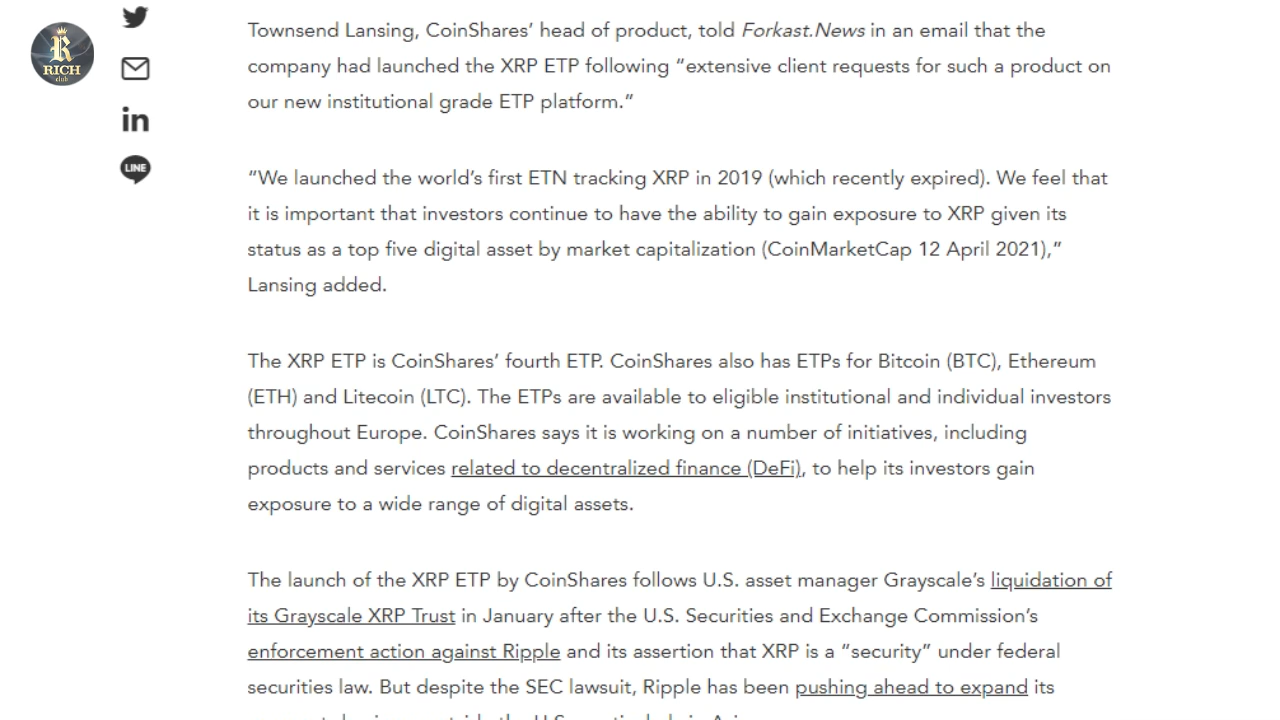 R
RICH
club
in
LINE
Townsend Lansing, CoinShares’ head of product, told Forkast.News in an email that the
company had launched the XRP ETP following “extensive client requests for such a product on
our new institutional grade ETP platform.”
“We launched the world’s first ETN tracking XRP in 2019 (which recently expired). We feel that
it is important that investors continue to have the ability to gain exposure to XRP given its
status as a top five digital asset by market capitalization (CoinMarketCap 12 April 2021),”
Lansing added.
The XRP ETP is CoinShares’ fourth ETP. CoinShares also has ETPs for Bitcoin (BTC), Ethereum
(ETH) and Litecoin (LTC). The ETPs are available to eligible institutional and individual investors
throughout Europe. CoinShares says it is working on a number of initiatives, including
products and services related to decentralized finance (DeFi), to help its investors gain
exposure to a wide range of digital assets.
The launch of the XRP ETP by CoinShares follows U.S. asset manager Grayscale’s liquidation of
its Grayscale XRP Trust in January after the U.S. Securities and Exchange Commission’s
enforcement action against Ripple and its assertion that XRP is a “security” under federal
securities law. But despite the SEC lawsuit, Ripple has been pushing ahead to expand its